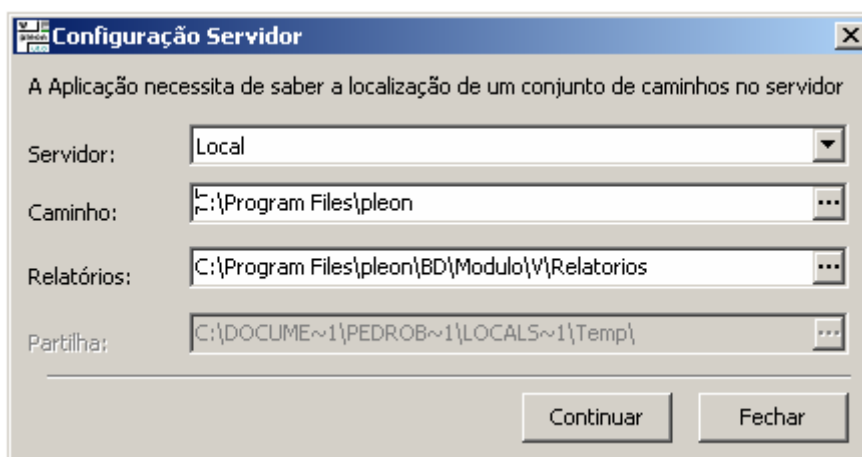 Configuração Servidor
A Aplicação necessita de saber a localização de um conjunto de caminhos no servidor
Servidor: Local
Caminho: C:\Program Files\pleon ...
Relatórios: C:\Program Files\pleon\BD\Modulo\V\Relatorios ...
Partilha: C:\DOCUME~1\PEDROB~1\LOCALS~1\Temp\ ...
Continuar Fechar